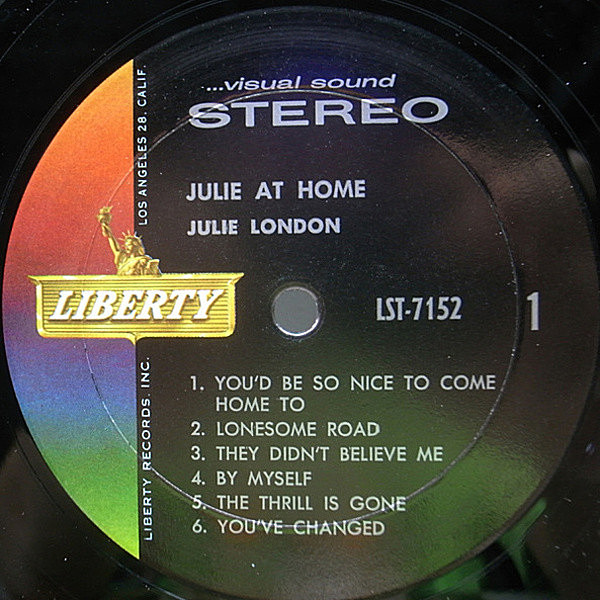 ...visual sound
STEREO
JULIE AT HOME
JULIE LONDON
LIBERTY
LST-7152
1
1. YOU'D BE SO NICE TO COME
HOME TO
2. LONESOME ROAD
3. THEY DIDN'T BELIEVE ME
4. BY MYSELF
5. THE THRILL IS GONE
6. YOU'VE CHANGED
LIBERTY RECORDS, INC.
LOS ANGELES 28, CALIF.